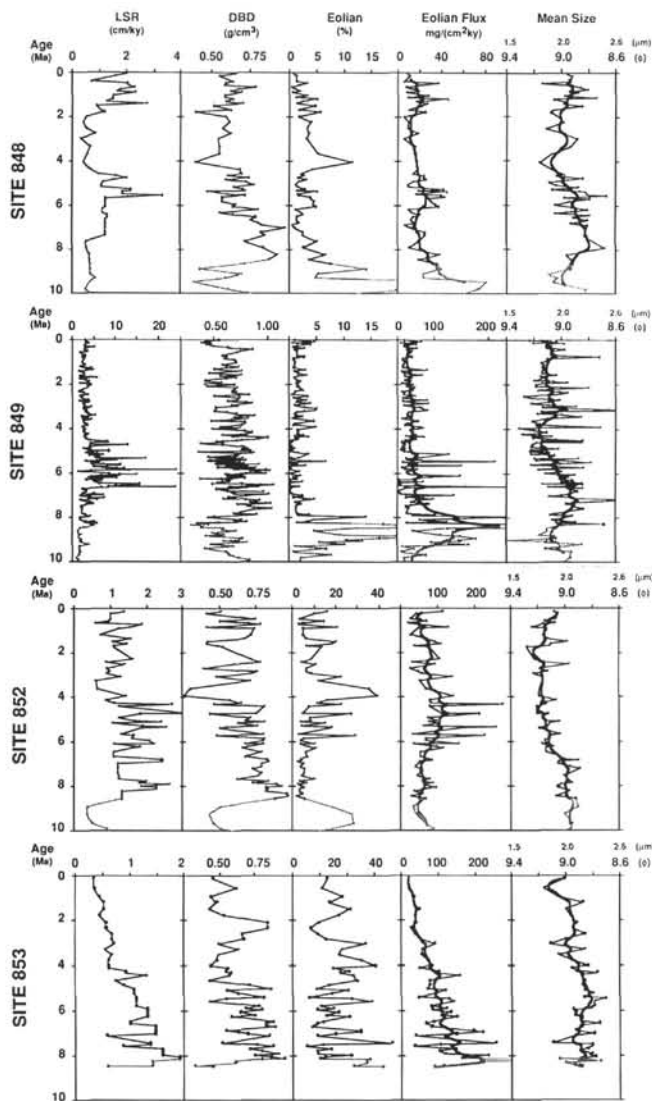 LSR DBD Eolian Eolian Flux Mean Size
Age (cm/ky) (g/cm³) (%) mg/(cm²ky) 1.5 2.0 2.6 (μm)
(Ma) 0 2 4 0.50 0.75 0 5 10 15 0 40 80 9.4 9.0 8.6 (ɸ)
SITE 848
0
2
4
6
8
10
Age 1.5 2.0 2.6 (μm)
(Ma) 0 10 20 0.50 1.00 0 5 10 15 0 100 200 9.4 9.0 8.6 (ɸ)
SITE 849
0
2
4
6
8
10
Age 1.5 2.0 2.6 (μm)
(Ma) 0 1 2 3 0.50 0.75 0 20 40 100 200 9.4 9.0 8.6 (ɸ)
SITE 852
0
2
4
6
8
10
Age 1.5 2.0 2.6 (μm)
(Ma) 0 1 2 0.50 0.75 0 20 40 0 100 200 9.4 9.0 8.6 (ɸ)
SITE 853
0
2
4
6
8
10